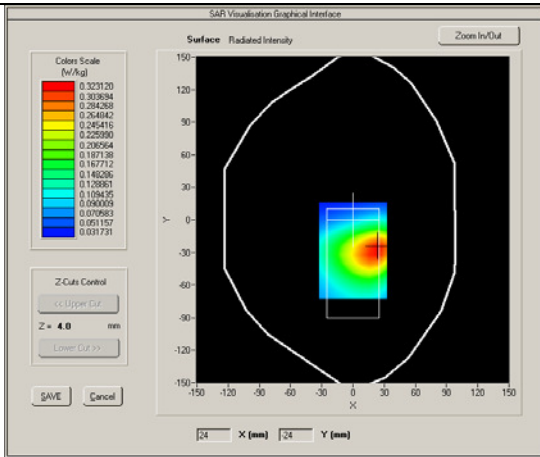 SAR Visualisation Graphical Interface
Surface Radiated Intensity
Zoom In/Out
Colors Scale
(W/kg)
0.323120
0.303694
0.284268
0.264842
0.245416
0.225990
0.206564
0.187138
0.167712
0.148286
0.128861
0.109435
0.090009
0.070583
0.051157
0.031731
Z-Cuts Control
<< Upper Cut
Z = 4.0 mm
Lower Cut >>
SAVE Cancel
150
120
90
60
30
0
-30
-60
-90
-120
-150
Y
-150 -120 -90 -60 -30 0 30 60 90 120 150
X
24 X (mm) -24 Y (mm)